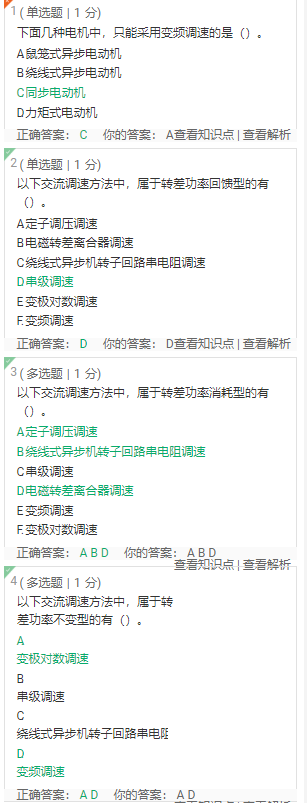 1 (单选题 | 1 分)
下面几种电机中，只能采用变频调速的是（）。
A鼠笼式异步电动机
B绕线式异步电动机
C同步电动机
D力矩式电动机
正确答案： C 你的答案： A查看知识点 | 查看解析
2 (单选题 | 1 分)
以下交流调速方法中，属于转差功率回馈型的有
（）。
A定子调压调速
B电磁转差离合器调速
C绕线式异步机转子回路串电阻调速
D串级调速
E变极对数调速
F.变频调速
正确答案： D 你的答案： D查看知识点 | 查看解析
3 (多选题 | 1 分)
以下交流调速方法中，属于转差功率消耗型的有
（）。
A定子调压调速
B绕线式异步机转子回路串电阻调速
C串级调速
D电磁转差离合器调速
E变频调速
F.变极对数调速
正确答案： A B D 你的答案： A B D
查看知识点 | 查看解析
4 (多选题 | 1 分)
以下交流调速方法中，属于转
差功率不变型的有（）。
A
变极对数调速
B
串级调速
C
绕线式异步机转子回路串电阻
D
变频调速
正确答案： A D 你的答案： A D
查看知识点 | 查看解析